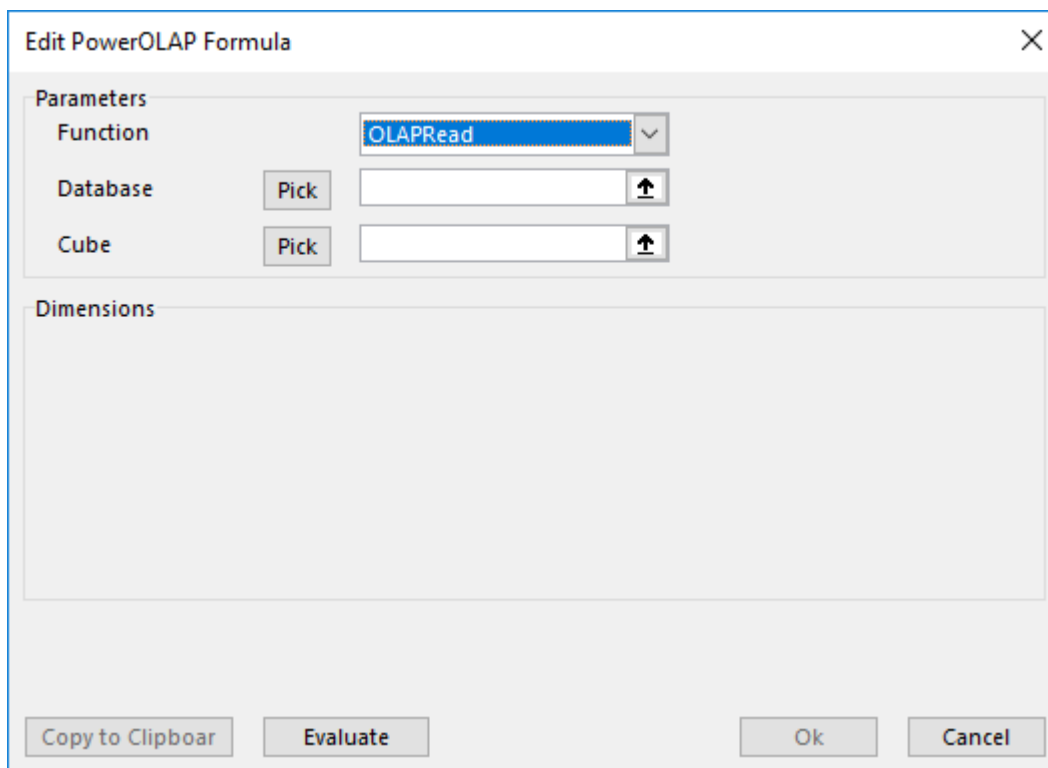 Edit PowerOLAP Formula
Parameters
Function OLAPRead
Database Pick
Cube Pick
Dimensions
Copy to Clipboar Evaluate Ok Cancel